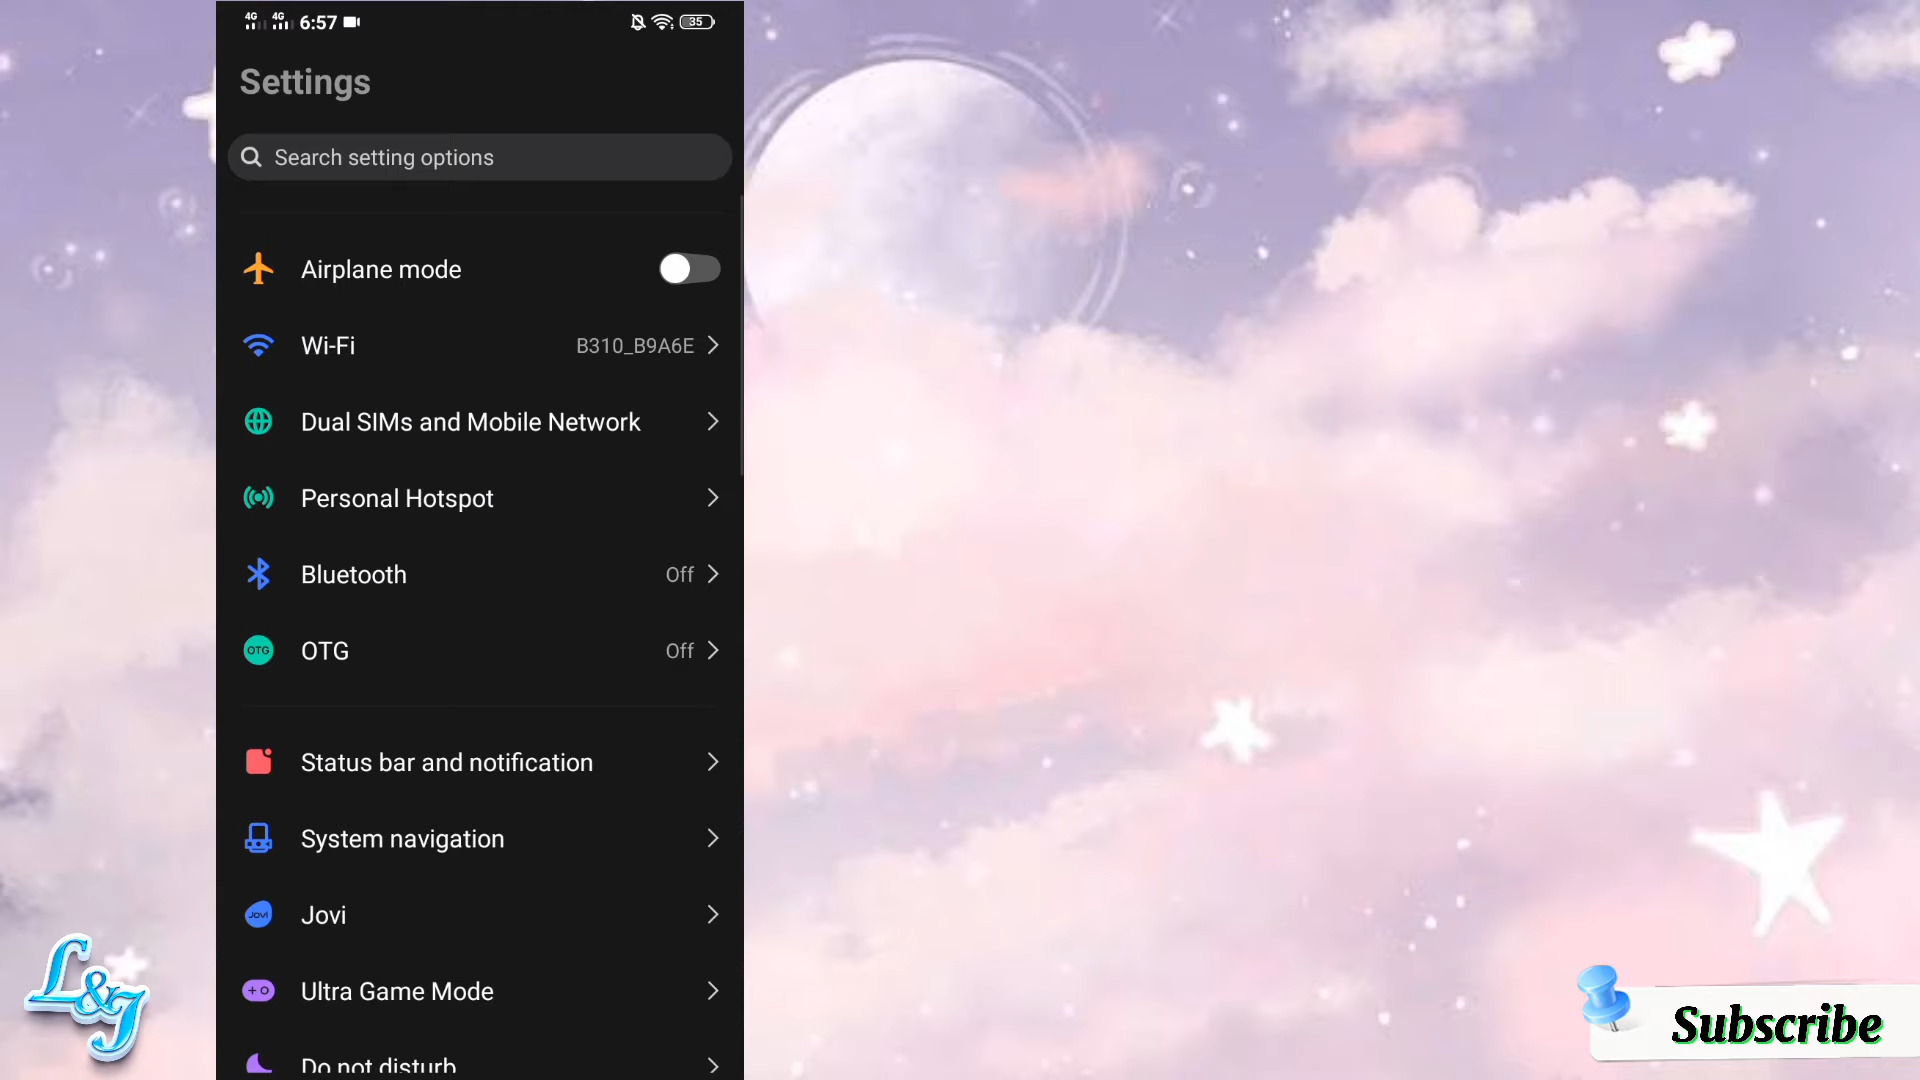 4G 4G 6:57 35
Settings
Search setting options
Airplane mode
Wi-Fi B310_B9A6E
Dual SIMs and Mobile Network
Personal Hotspot
Bluetooth Off
OTG OTG Off
Status bar and notification
System navigation
Jovi Jovi
Ultra Game Mode
Do not disturb
L&J
Subscribe